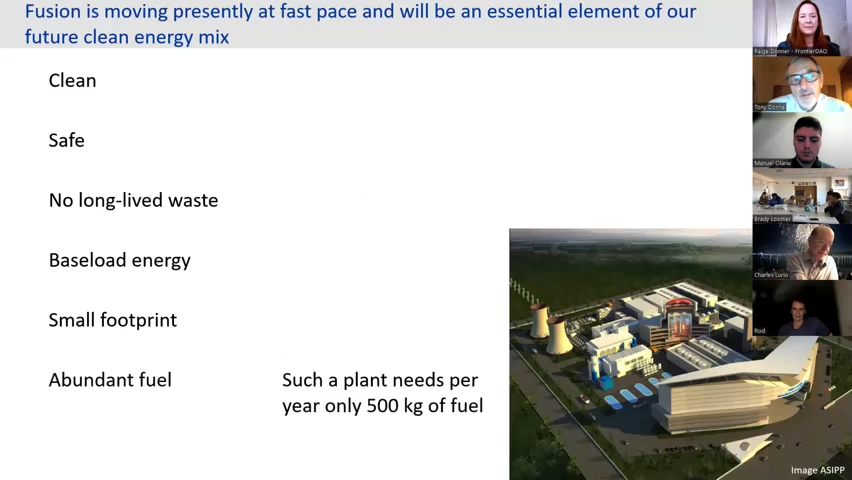 Fusion is moving presently at fast pace and will be an essential element of our
future clean energy mix
Clean
Safe
No long-lived waste
Baseload energy
Small footprint
Abundant fuel
Such a plant needs per
year only 500 kg of fuel
Image ASIPP
Paige Donner - FrontierDAO
Tony Donne
Manuel Olariu
Brady Loomer
Charles Lurio
Rod